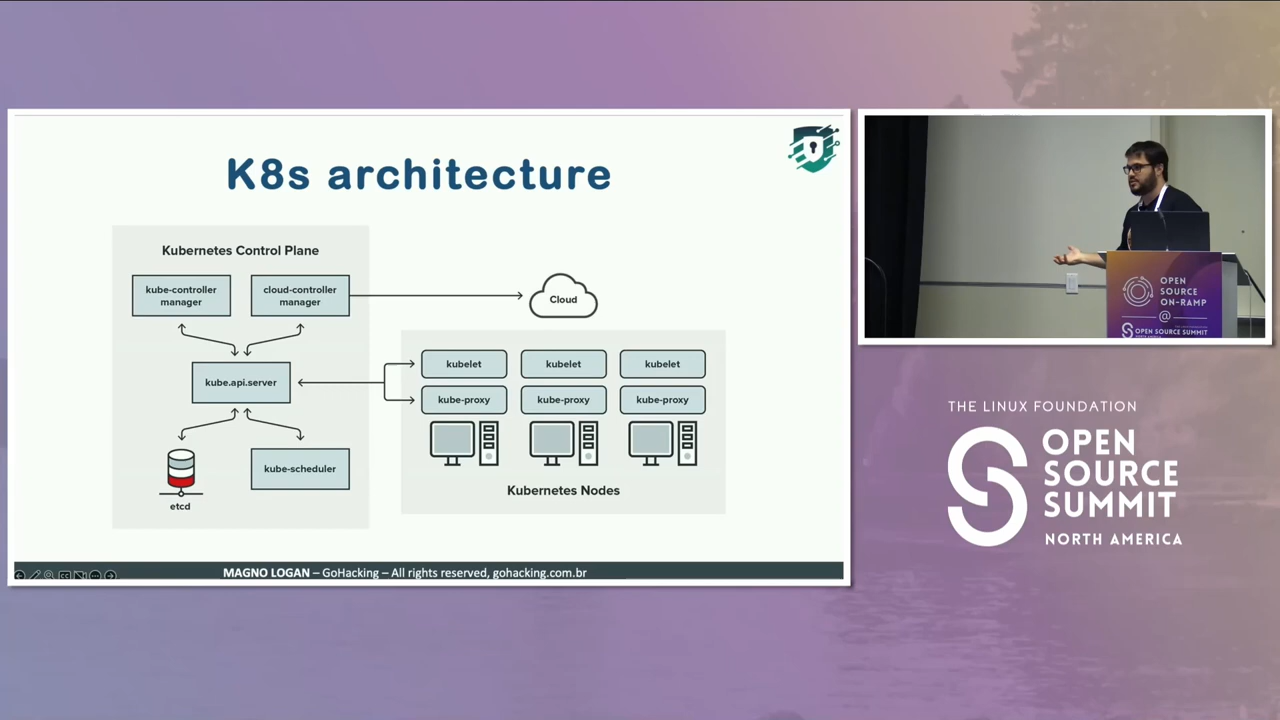 K8s architecture
Kubernetes Control Plane
kube-controller
manager
cloud-controller
manager
Cloud
kube.api.server
kubelet
kubelet
kubelet
kube-proxy
kube-proxy
kube-proxy
kube-scheduler
etcd
Kubernetes Nodes
MAGNO LOGAN – GoHacking – All rights reserved, gohacking.com.br
OPEN
SOURCE
ON-RAMP
@
OPEN SOURCE SUMMIT
THE LINUX FOUNDATION
OPEN
SOURCE
SUMMIT
NORTH AMERICA